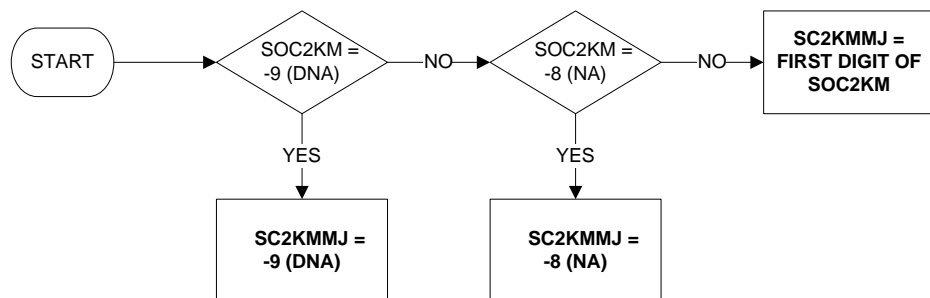 START
SOC2KM =
-9 (DNA)
NO
SOC2KM =
-8 (NA)
NO
SC2KMMJ =
FIRST DIGIT OF
SOC2KM
YES
YES
SC2KMMJ =
-9 (DNA)
SC2KMMJ =
-8 (NA)